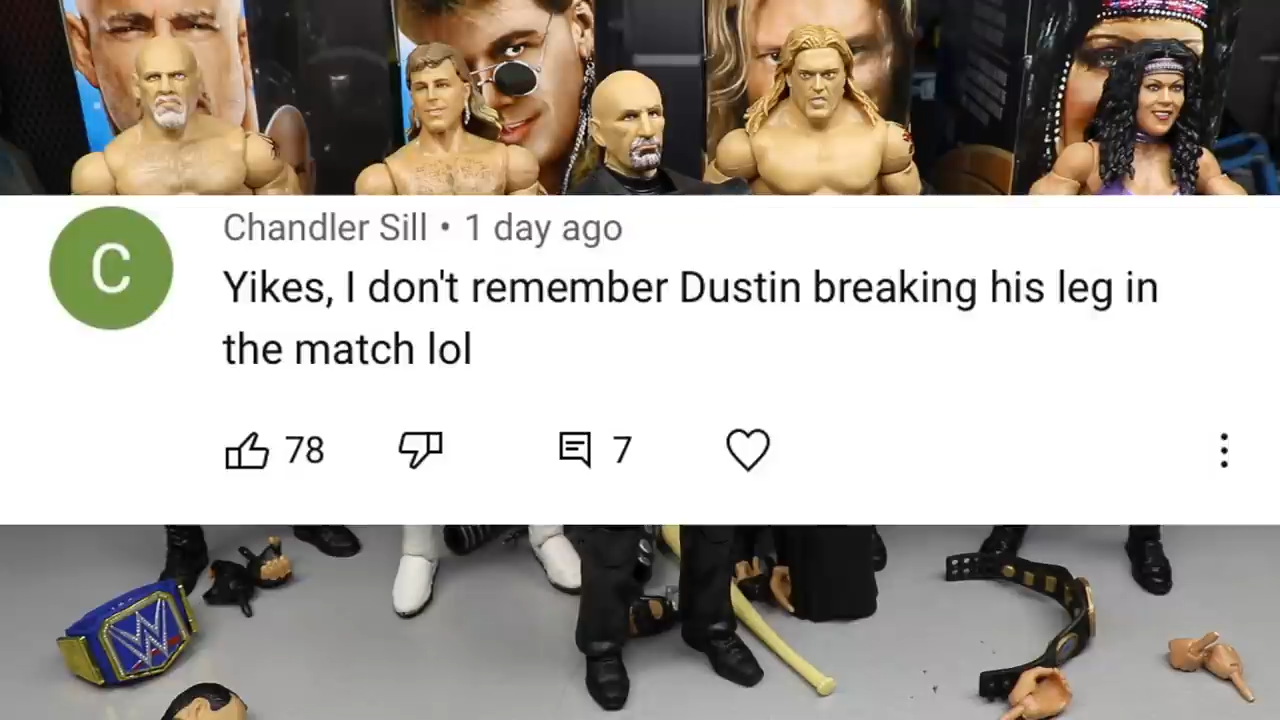 C
Chandler Sill • 1 day ago
Yikes, I don't remember Dustin breaking his leg in
the match lol
78
7
W